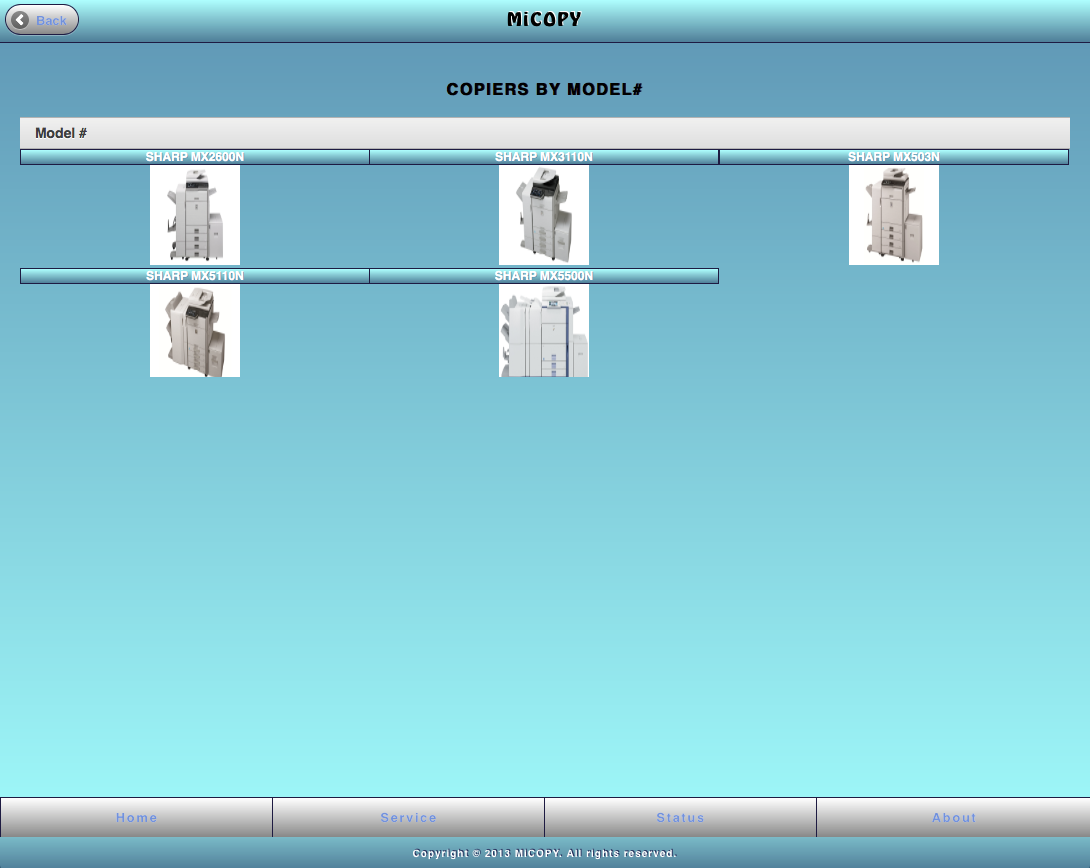 Back
MiCOPY
COPIERS BY MODEL#
Model #
SHARP MX2600N SHARP MX3110N SHARP MX503N
SHARP MX5110N SHARP MX5500N
Home Service Status About
Copyright © 2013 MiCOPY. All rights reserved.